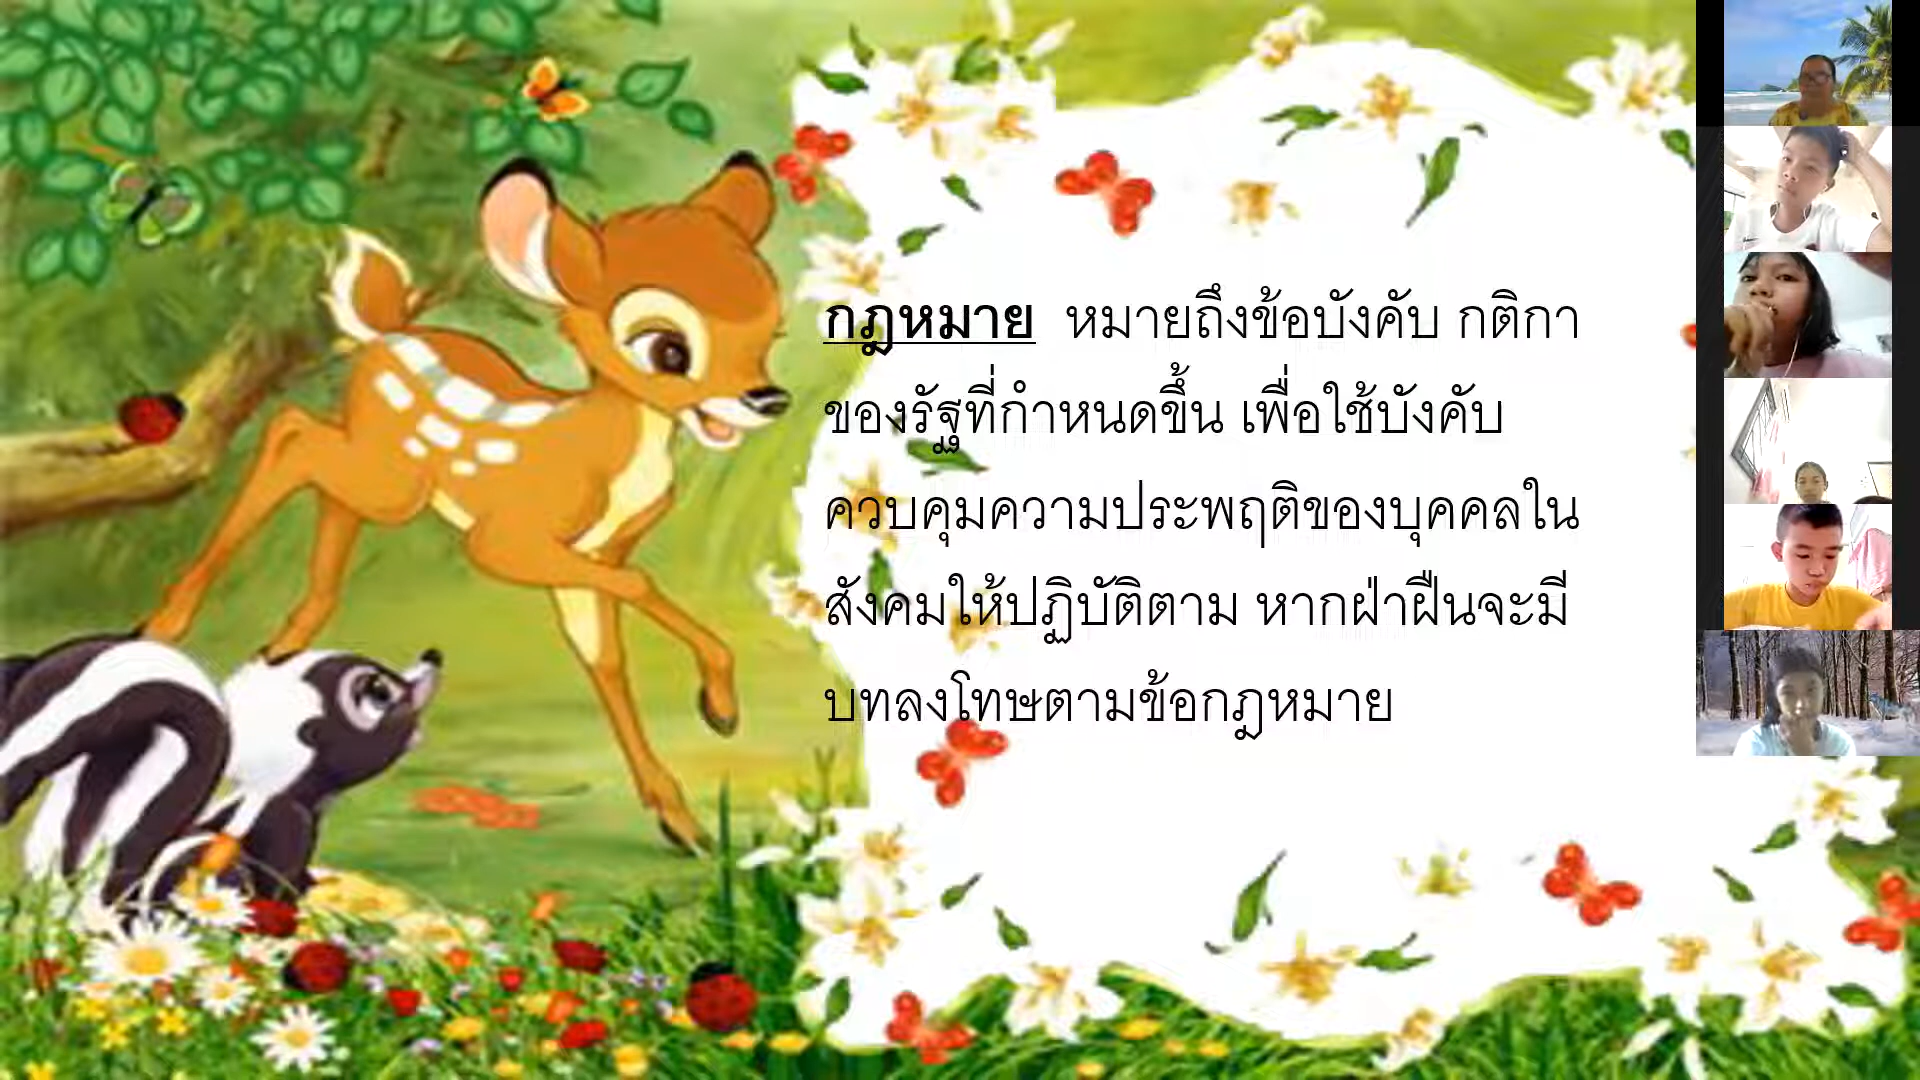 กฎหมาย หมายถึงข้อบังคับ กติกา
ของรัฐที่กำหนดขึ้น เพื่อใช้บังคับ
ควบคุมความประพฤติของบุคคลใน
สังคมให้ปฏิบัติตาม หากฝ่าฝืนจะมี
บทลงโทษตามข้อกฎหมาย